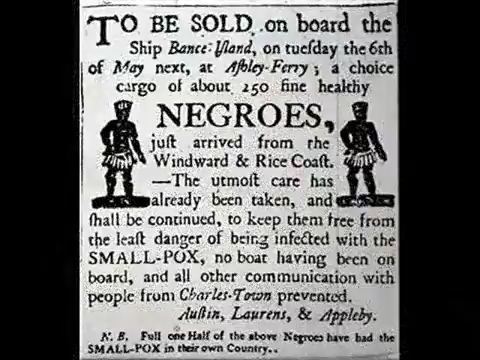 TO BE SOLD on board the
Ship Bance-Iſland, on tueſday the 6th
of May next, at Aſhley-Ferry; a choice
cargo of about 250 fine healthy
NEGROES,
juſt arrived from the
Windward & Rice Coaſt.
—The utmoſt care has
already been taken, and
ſhall be continued, to keep them free from
the leaſt danger of being infected with the
SMALL-POX, no boat having been on
board, and all other communication with
people from Charles-Town prevented.
Auſtin, Laurens, & Appleby.
N. B. Full one Half of the above Negroes have had the
SMALL-POX in their own Country.